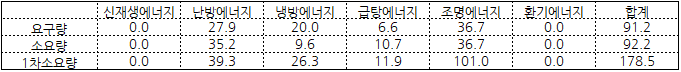 신재생에너지 난방에너지 냉방에너지 급탕에너지 조명에너지 환기에너지 합계
요구량 0.0 27.9 20.0 6.6 36.7 0.0 91.2
소요량 0.0 35.2 9.6 10.7 36.7 0.0 92.2
1차소요량 0.0 39.3 26.3 11.9 101.0 0.0 178.5